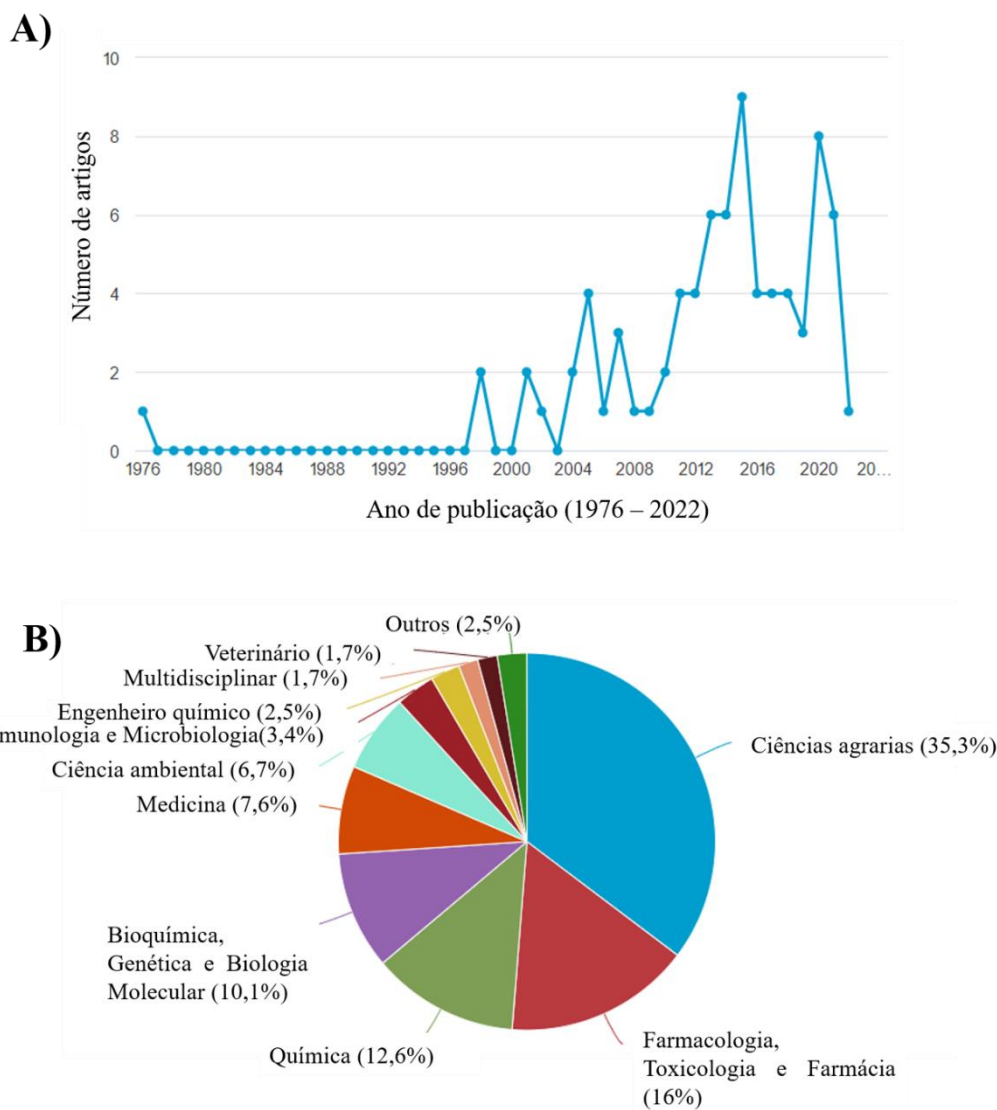 A)
10
8
6
4
2
0
Número de artigos
1976 1980 1984 1988 1992 1996 2000 2004 2008 2012 2016 2020 20...
Ano de publicação (1976 – 2022)
B)
Outros (2,5%)
Veterinário (1,7%)
Multidisciplinar (1,7%)
Engenheiro químico (2,5%)
munologia e Microbiologia(3,4%)
Ciência ambiental (6,7%)
Medicina (7,6%)
Ciências agrarias (35,3%)
Bioquímica,
Genética e Biologia
Molecular (10,1%)
Química (12,6%)
Farmacologia,
Toxicologia e Farmácia
(16%)